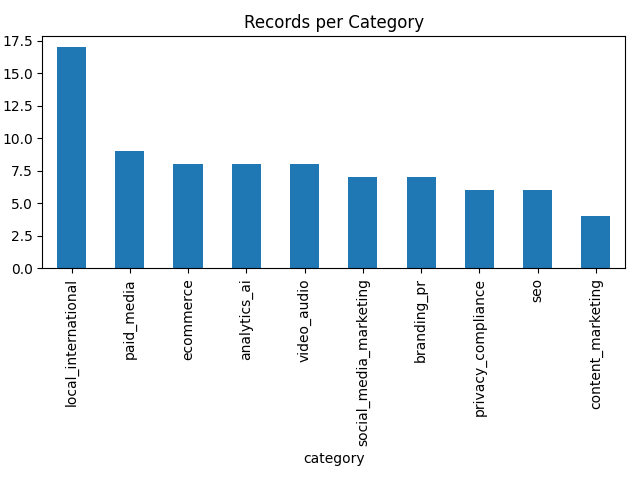 Records per Category
17.5
15.0
12.5
10.0
7.5
5.0
2.5
0.0
local_international
paid_media
ecommerce
analytics_ai
video_audio
social_media_marketing
branding_pr
privacy_compliance
seo
content_marketing
category